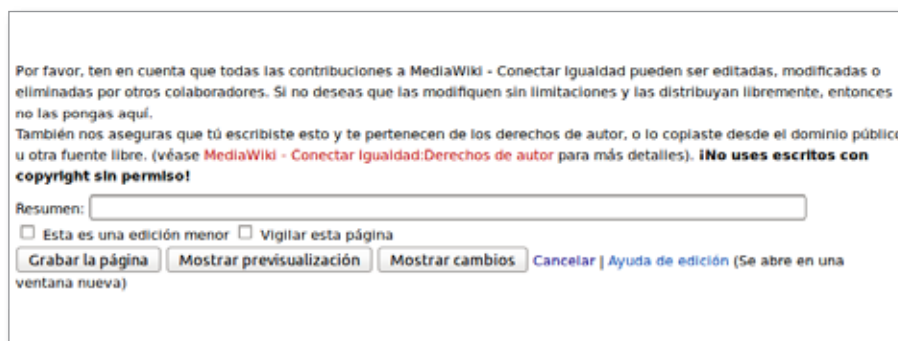 Por favor, ten en cuenta que todas las contribuciones a MediaWiki - Conectar Igualdad pueden ser editadas, modificadas o
eliminadas por otros colaboradores. Si no deseas que las modifiquen sin limitaciones y las distribuyan libremente, entonces
no las pongas aquí.
También nos aseguras que tú escribiste esto y te pertenecen de los derechos de autor, o lo copiaste desde el dominio público
u otra fuente libre. (véase MediaWiki - Conectar Igualdad:Derechos de autor para más detalles). ¡No uses escritos con
copyright sin permiso!
Resumen:
Esta es una edición menor Vigilar esta página
Grabar la página Mostrar previsualización Mostrar cambios Cancelar | Ayuda de edición (Se abre en una
ventana nueva)